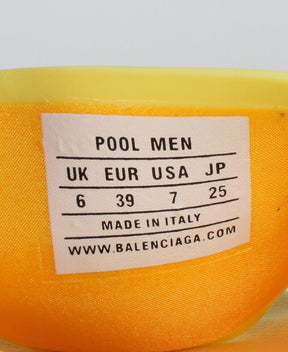 POOL MEN
UK EUR USA JP
6 39 7 25
MADE IN ITALY
WWW.BALENCIAGA.COM